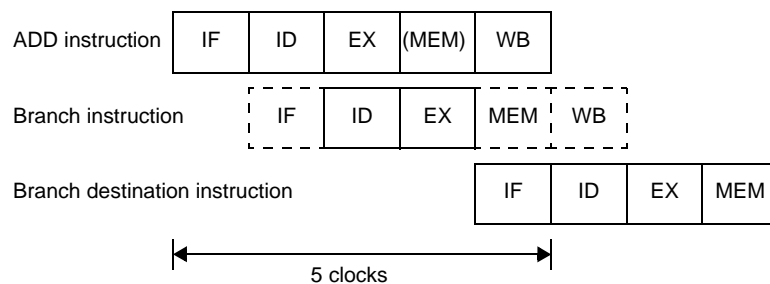 ADD instruction IF ID EX (MEM) WB
Branch instruction IF ID EX MEM WB
Branch destination instruction IF ID EX MEM
5 clocks